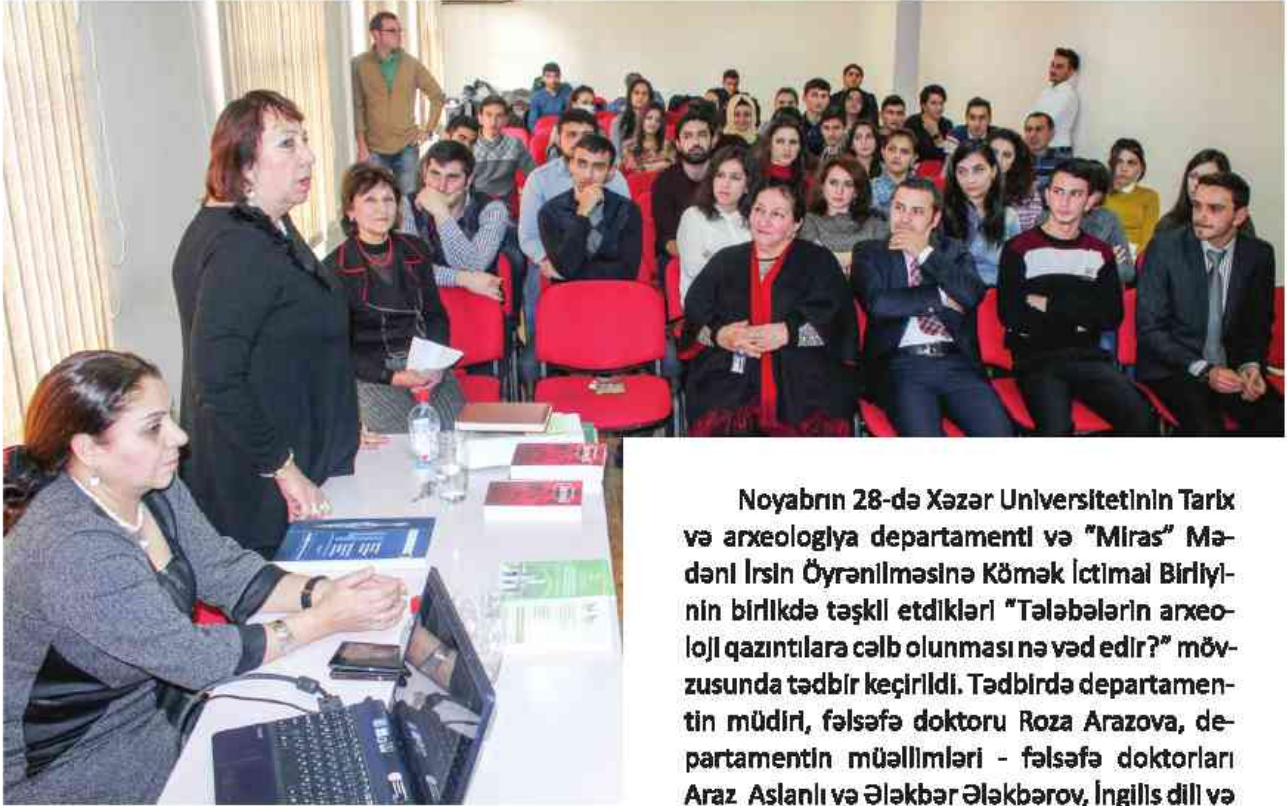 Noyabrın 28-də Xəzər Universitetinin Tarix
və arxeologiya departamenti və "Miras" Mə-
dəni İrsin Öyrənilməsinə Kömək İctimai Birliyi-
nin birlikdə təşkil etdikləri "Tələbələrin arxeo-
loji qazıntılara cəlb olunması nə vəd edir?" möv-
zusunda tədbir keçirildi. Tədbirdə departamen-
tin müdiri, fəlsəfə doktoru Roza Arazova, de-
partamentin müəllimləri - fəlsəfə doktorları
Araz Aslanlı və Ələkbər Ələkbərov, İngilis dili və